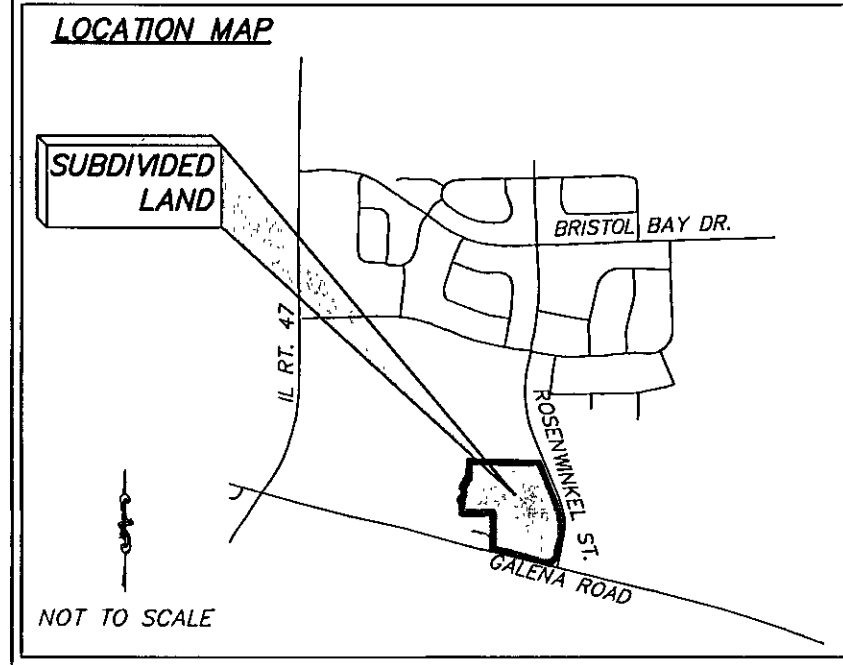 LOCATION MAP
SUBDIVIDED
LAND
BRISTOL BAY DR.
IL RT. 47
ROSENWINKEL ST.
GALENA ROAD
NOT TO SCALE